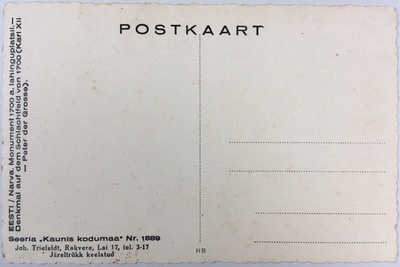 POSTKAART
EESTI / Narva. Monument 1700 a. lahinguplatsil.—
Denkmal auf dem Schlachtfeld von 1700 (Karl XII
— Peter der Grosse).
Seeria „Kaunis kodumaa" Nr. 1669
Joh. Triefeldt, Rakvere, Lai 17, tel. 3-17
Järeltrükk keelatud
HB